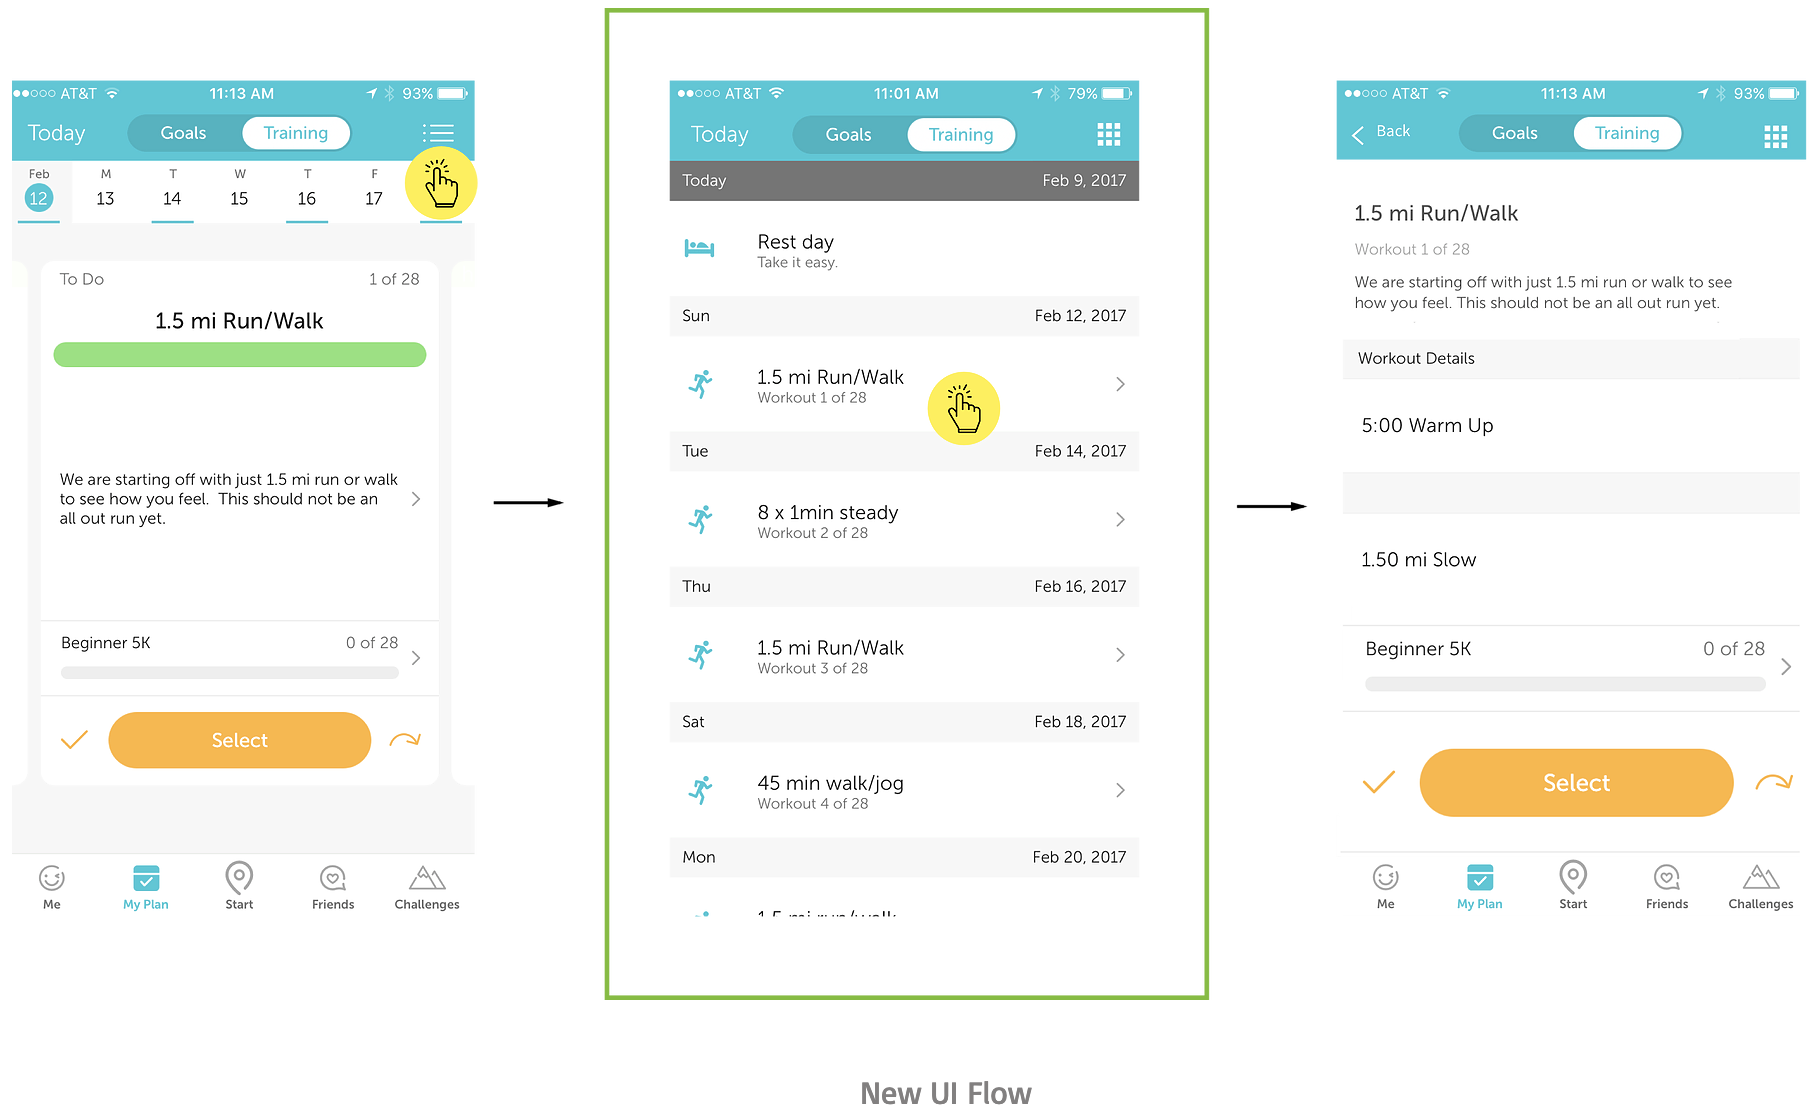 AT&T 11:13 AM 93%
Today Goals Training
Feb M T W T F
12 13 14 15 16 17
To Do 1 of 28
1.5 mi Run/Walk
We are starting off with just 1.5 mi run or walk
to see how you feel. This should not be an
all out run yet.
Beginner 5K 0 of 28
Select
Me My Plan Start Friends Challenges
AT&T 11:01 AM 79%
Today Goals Training
Today Feb 9, 2017
Rest day
Take it easy.
Sun Feb 12, 2017
1.5 mi Run/Walk
Workout 1 of 28
Tue Feb 14, 2017
8 x 1min steady
Workout 2 of 28
Thu Feb 16, 2017
1.5 mi Run/Walk
Workout 3 of 28
Sat Feb 18, 2017
45 min walk/jog
Workout 4 of 28
Mon Feb 20, 2017
1.5 mi run/walk
AT&T 11:13 AM 93%
Back Goals Training
1.5 mi Run/Walk
Workout 1 of 28
We are starting off with just 1.5 mi run or walk to see
how you feel. This should not be an all out run yet.
Workout Details
5:00 Warm Up
1.50 mi Slow
Beginner 5K 0 of 28
Select
Me My Plan Start Friends Challenges
New UI Flow